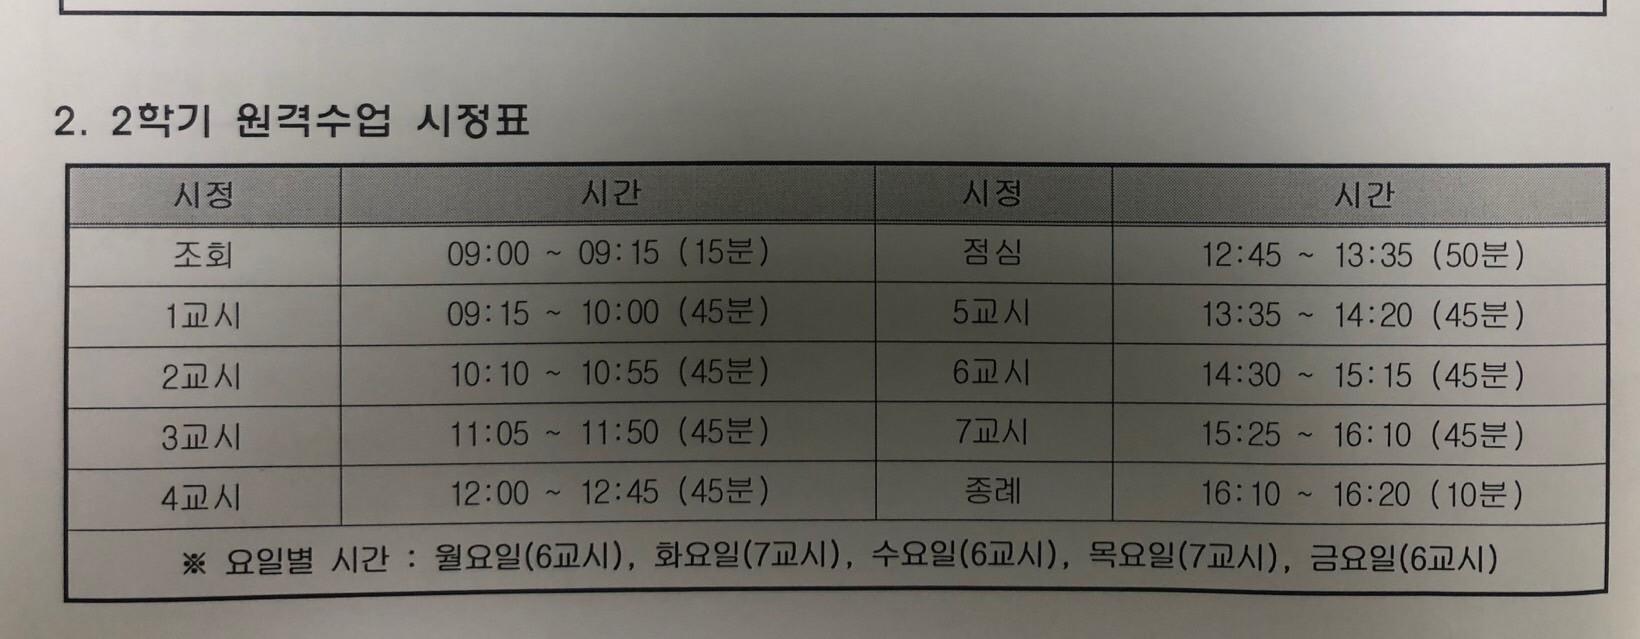 2. 2학기 원격수업 시정표
시정 시간 시정 시간
조회 09:00 ~ 09:15 (15분) 점심 12:45 ~ 13:35 (50분)
1교시 09:15 ~ 10:00 (45분) 5교시 13:35 ~ 14:20 (45분)
2교시 10:10 ~ 10:55 (45분) 6교시 14:30 ~ 15:15 (45분)
3교시 11:05 ~ 11:50 (45분) 7교시 15:25 ~ 16:10 (45분)
4교시 12:00 ~ 12:45 (45분) 종례 16:10 ~ 16:20 (10분)
※ 요일별 시간 : 월요일(6교시), 화요일(7교시), 수요일(6교시), 목요일(7교시), 금요일(6교시)